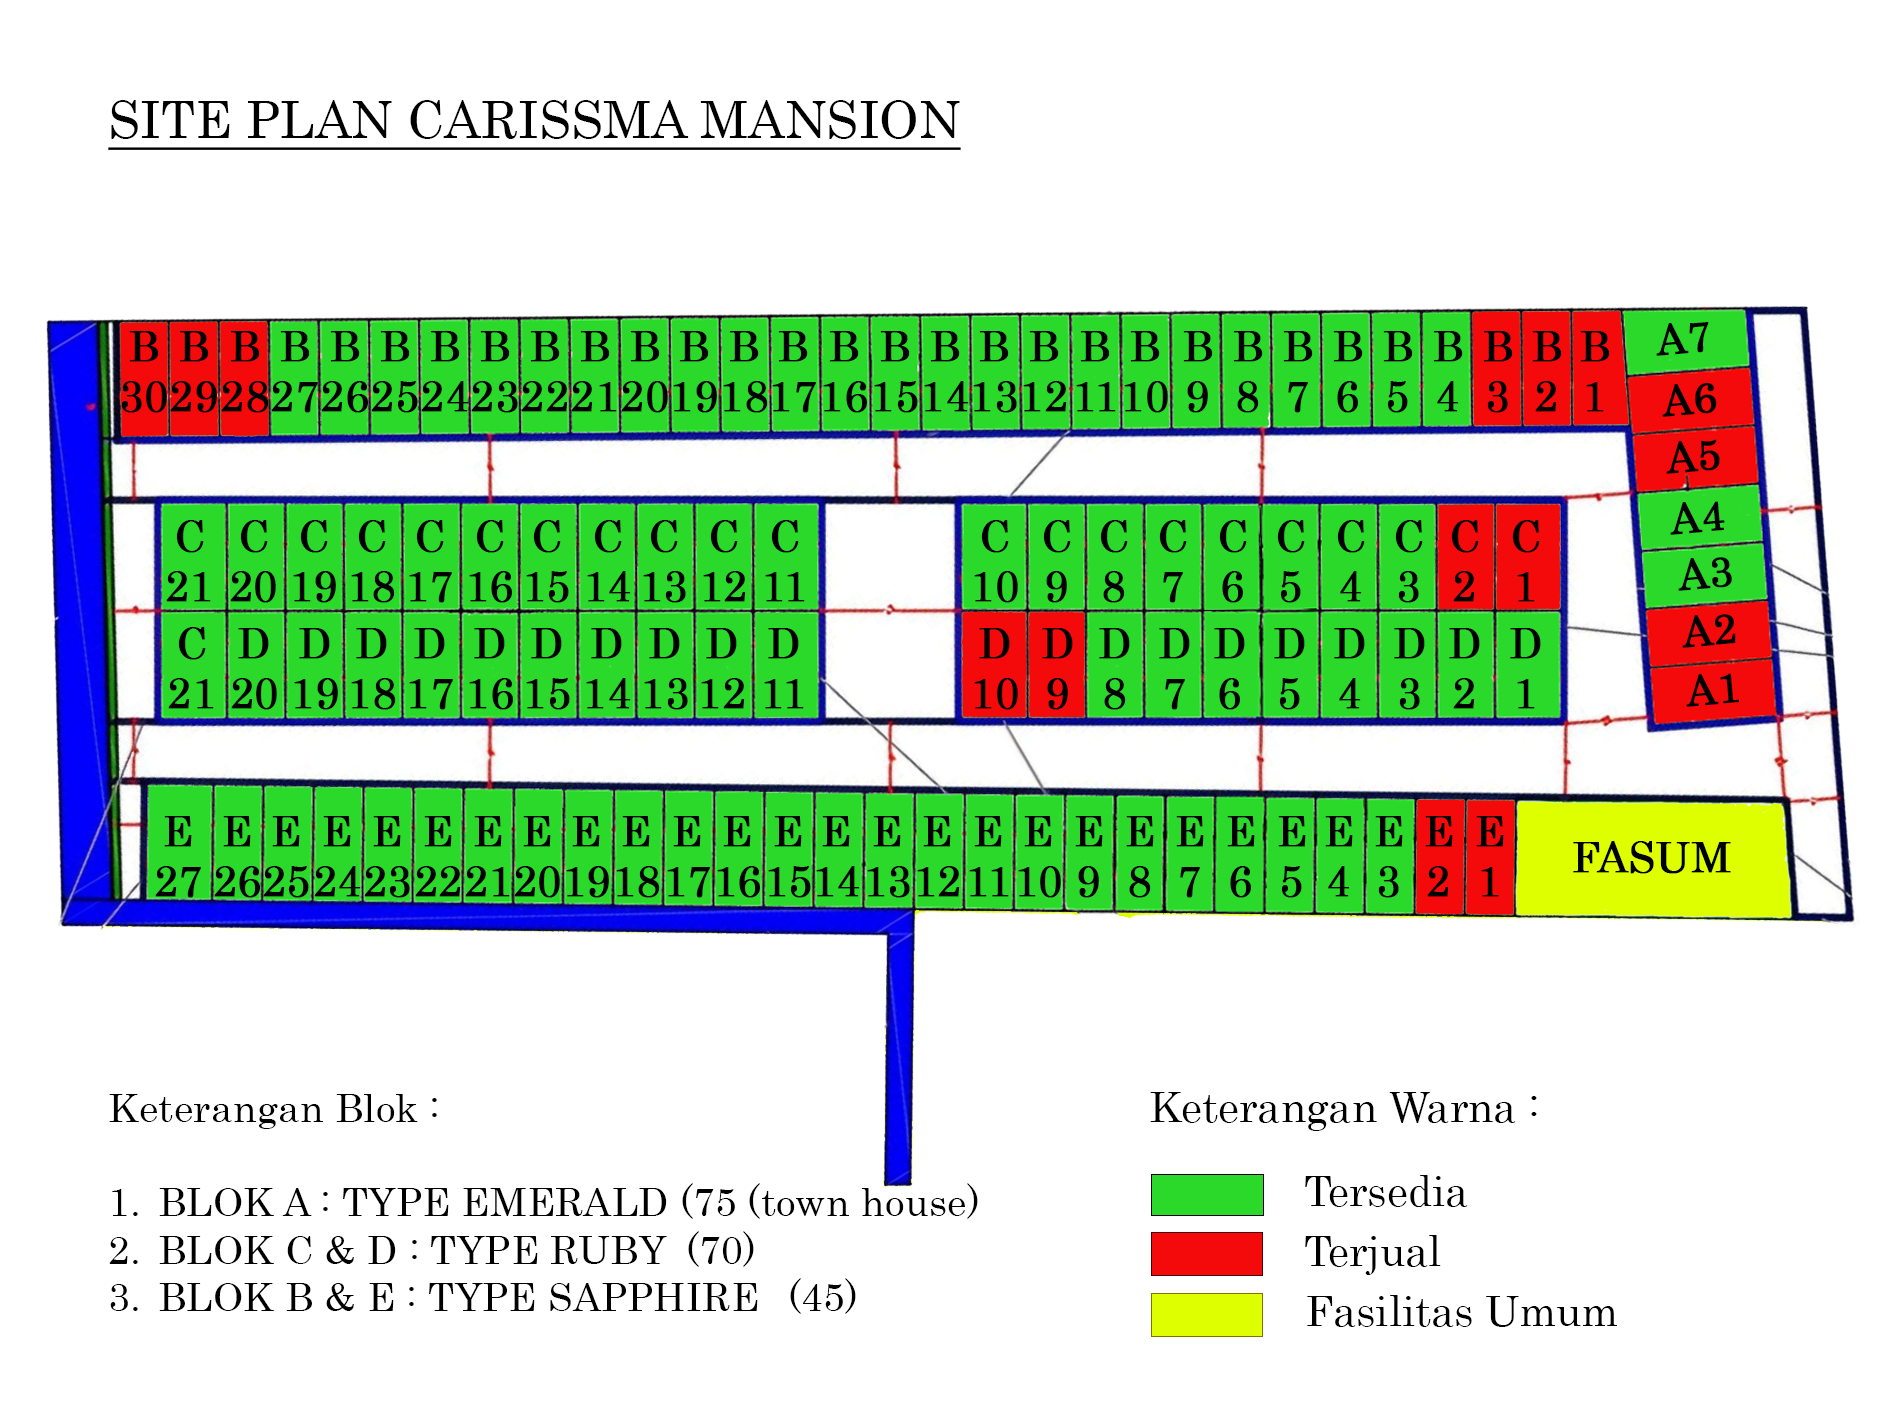 SITE PLAN CARISSMA MANSION
B B B B B B B B B B B B B B B B B B B B B B B B B B B B B B
30 29 28 27 26 25 24 23 22 21 20 19 18 17 16 15 14 13 12 11 10 9 8 7 6 5 4 3 2 1
A7
A6
A5
A4
A3
A2
A1
C C C C C C C C C C C
21 20 19 18 17 16 15 14 13 12 11
C D D D D D D D D D D
21 20 19 18 17 16 15 14 13 12 11
C C C C C C C C C C
10 9 8 7 6 5 4 3 2 1
D D D D D D D D D D
10 9 8 7 6 5 4 3 2 1
E E E E E E E E E E E E E E E E E E E E E E E E E E E
27 26 25 24 23 22 21 20 19 18 17 16 15 14 13 12 11 10 9 8 7 6 5 4 3 2 1
FASUM
Keterangan Blok :
1. BLOK A : TYPE EMERALD (75 (town house)
2. BLOK C & D : TYPE RUBY (70)
3. BLOK B & E : TYPE SAPPHIRE (45)
Keterangan Warna :
Tersedia
Terjual
Fasilitas Umum